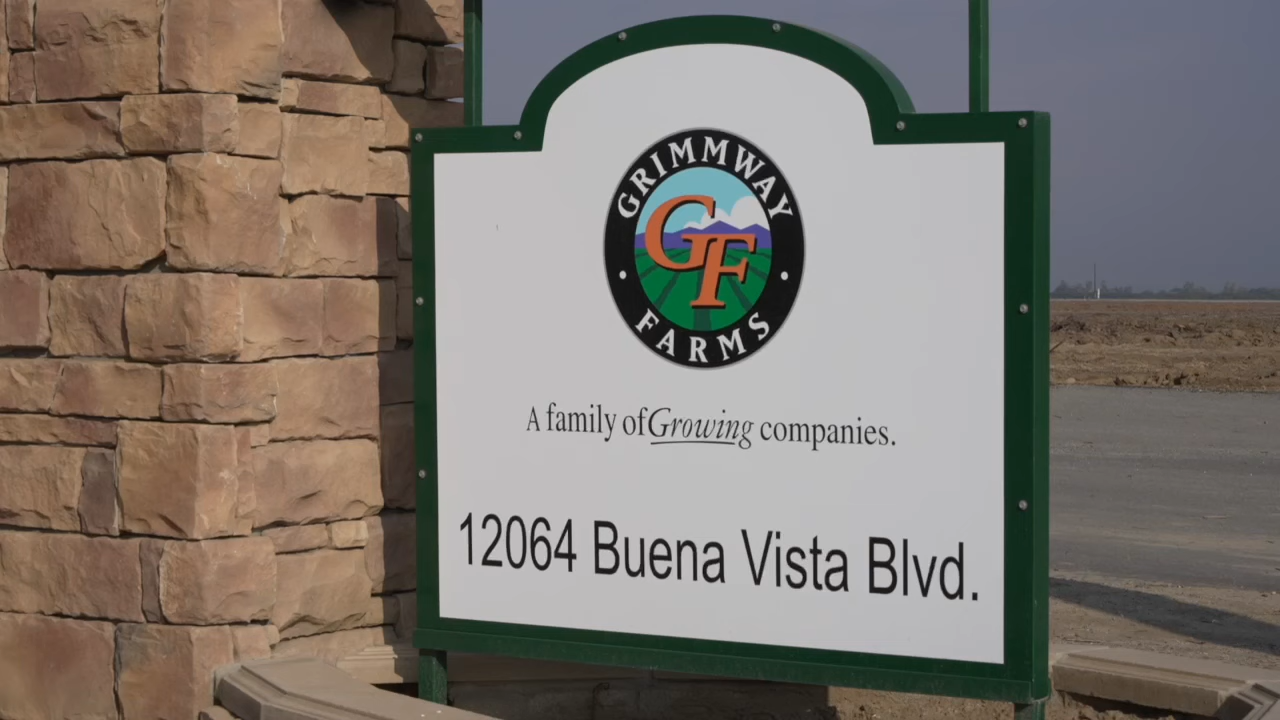 GRIMMWAY
GF
FARMS
A family of Growing companies.
12064 Buena Vista Blvd.